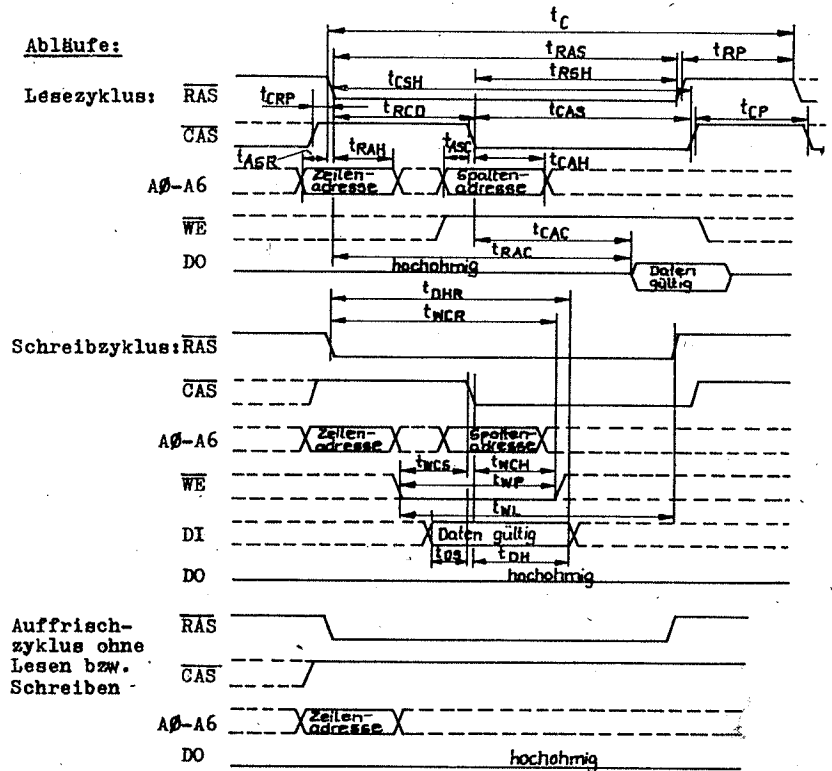 Abläufe:
t_C
t_RAS
t_RP
t_RSH
t_CSH
Lesezyklus: RAS
t_CRP
t_RCD
t_CAS
t_CP
CAS
t_ASR
t_RAH
t_ASC
t_CAH
AØ-A6
Zeilen-
adresse
Spalten-
adresse
WE
t_CAC
t_RAC
DO
hochohmig
Daten
gültig
t_DHR
t_WCR
Schreibzyklus: RAS
CAS
AØ-A6
Zeilen-
adresse
Spalten-
adresse
t_WCS
t_WCH
WE
t_WP
t_WL
DI
Daten gültig
t_DS
t_DH
DO
hochohmig
Auffrisch-
zyklus ohne
Lesen bzw.
Schreiben -
RAS
CAS
AØ-A6
Zeilen-
adresse
DO
hochohmig